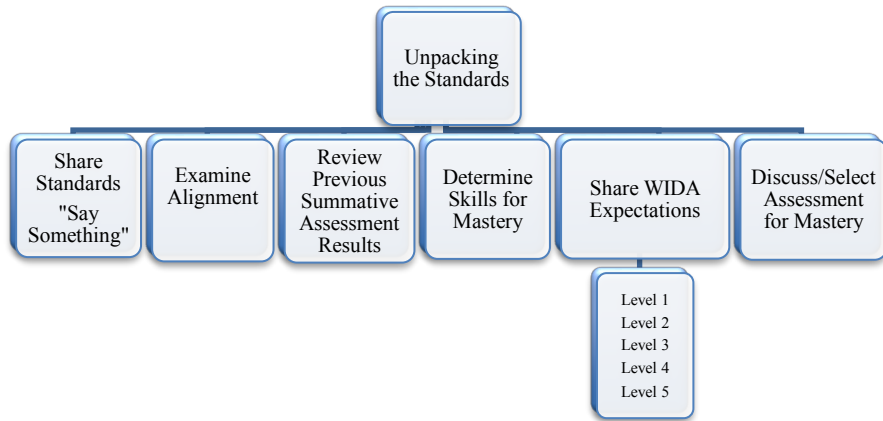 Unpacking
the Standards
Share
Standards
"Say
Something"
Examine
Alignment
Review
Previous
Summative
Assessment
Results
Determine
Skills for
Mastery
Share WIDA
Expectations
Discuss/Select
Assessment
for Mastery
Level 1
Level 2
Level 3
Level 4
Level 5